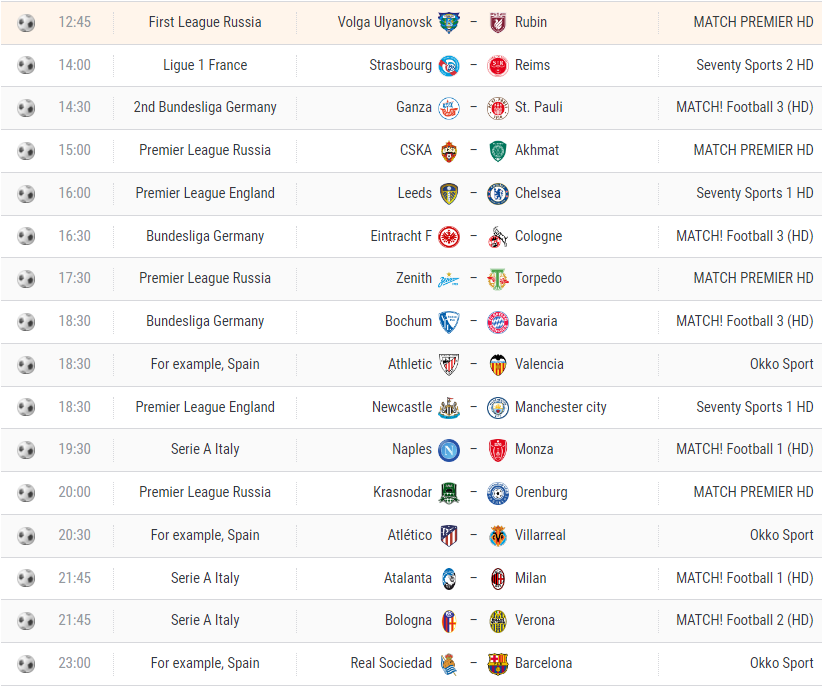 12:45 First League Russia Volga Ulyanovsk – Rubin MATCH PREMIER HD
14:00 Ligue 1 France Strasbourg – Reims Seventy Sports 2 HD
14:30 2nd Bundesliga Germany Ganza – St. Pauli MATCH! Football 3 (HD)
15:00 Premier League Russia CSKA – Akhmat MATCH PREMIER HD
16:00 Premier League England Leeds – Chelsea Seventy Sports 1 HD
16:30 Bundesliga Germany Eintracht F – Cologne MATCH! Football 3 (HD)
17:30 Premier League Russia Zenith – Torpedo MATCH PREMIER HD
18:30 Bundesliga Germany Bochum – Bavaria MATCH! Football 3 (HD)
18:30 For example, Spain Athletic – Valencia Okko Sport
18:30 Premier League England Newcastle – Manchester city Seventy Sports 1 HD
19:30 Serie A Italy Naples – Monza MATCH! Football 1 (HD)
20:00 Premier League Russia Krasnodar – Orenburg MATCH PREMIER HD
20:30 For example, Spain Atlético – Villarreal Okko Sport
21:45 Serie A Italy Atalanta – Milan MATCH! Football 1 (HD)
21:45 Serie A Italy Bologna – Verona MATCH! Football 2 (HD)
23:00 For example, Spain Real Sociedad – Barcelona Okko Sport